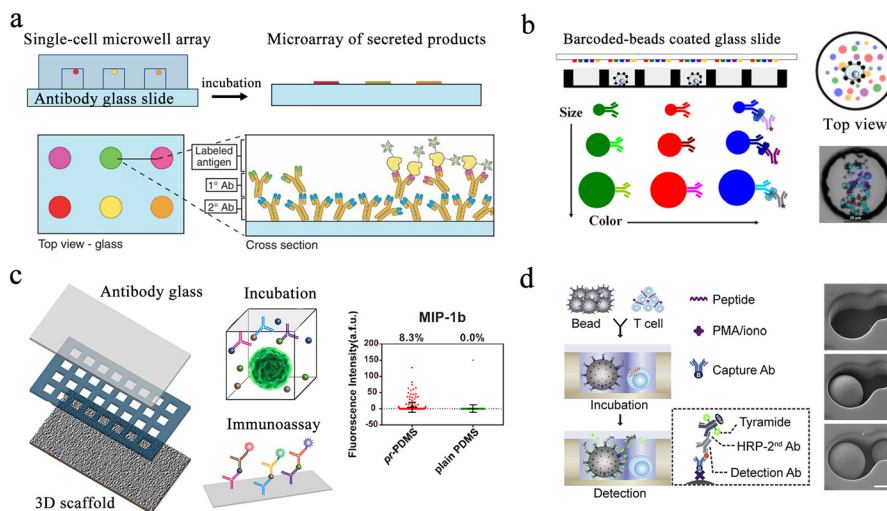 a
Single-cell microwell array
Microarray of secreted products
incubation
Antibody glass slide
Labeled
antigen
1° Ab
2° Ab
Top view - glass
Cross section
b
Barcoded-beads coated glass slide
Size
Color
Top view
c
Antibody glass
3D scaffold
Incubation
Immunoassay
MIP-1b
8.3%
0.0%
Fluorescence Intensity(a.f.u.)
200
150
100
50
0
-50
pr-PDMS
plain PDMS
d
Bead
T cell
Incubation
Detection
Peptide
PMA/iono
Capture Ab
Tyramide
HRP-2nd Ab
Detection Ab